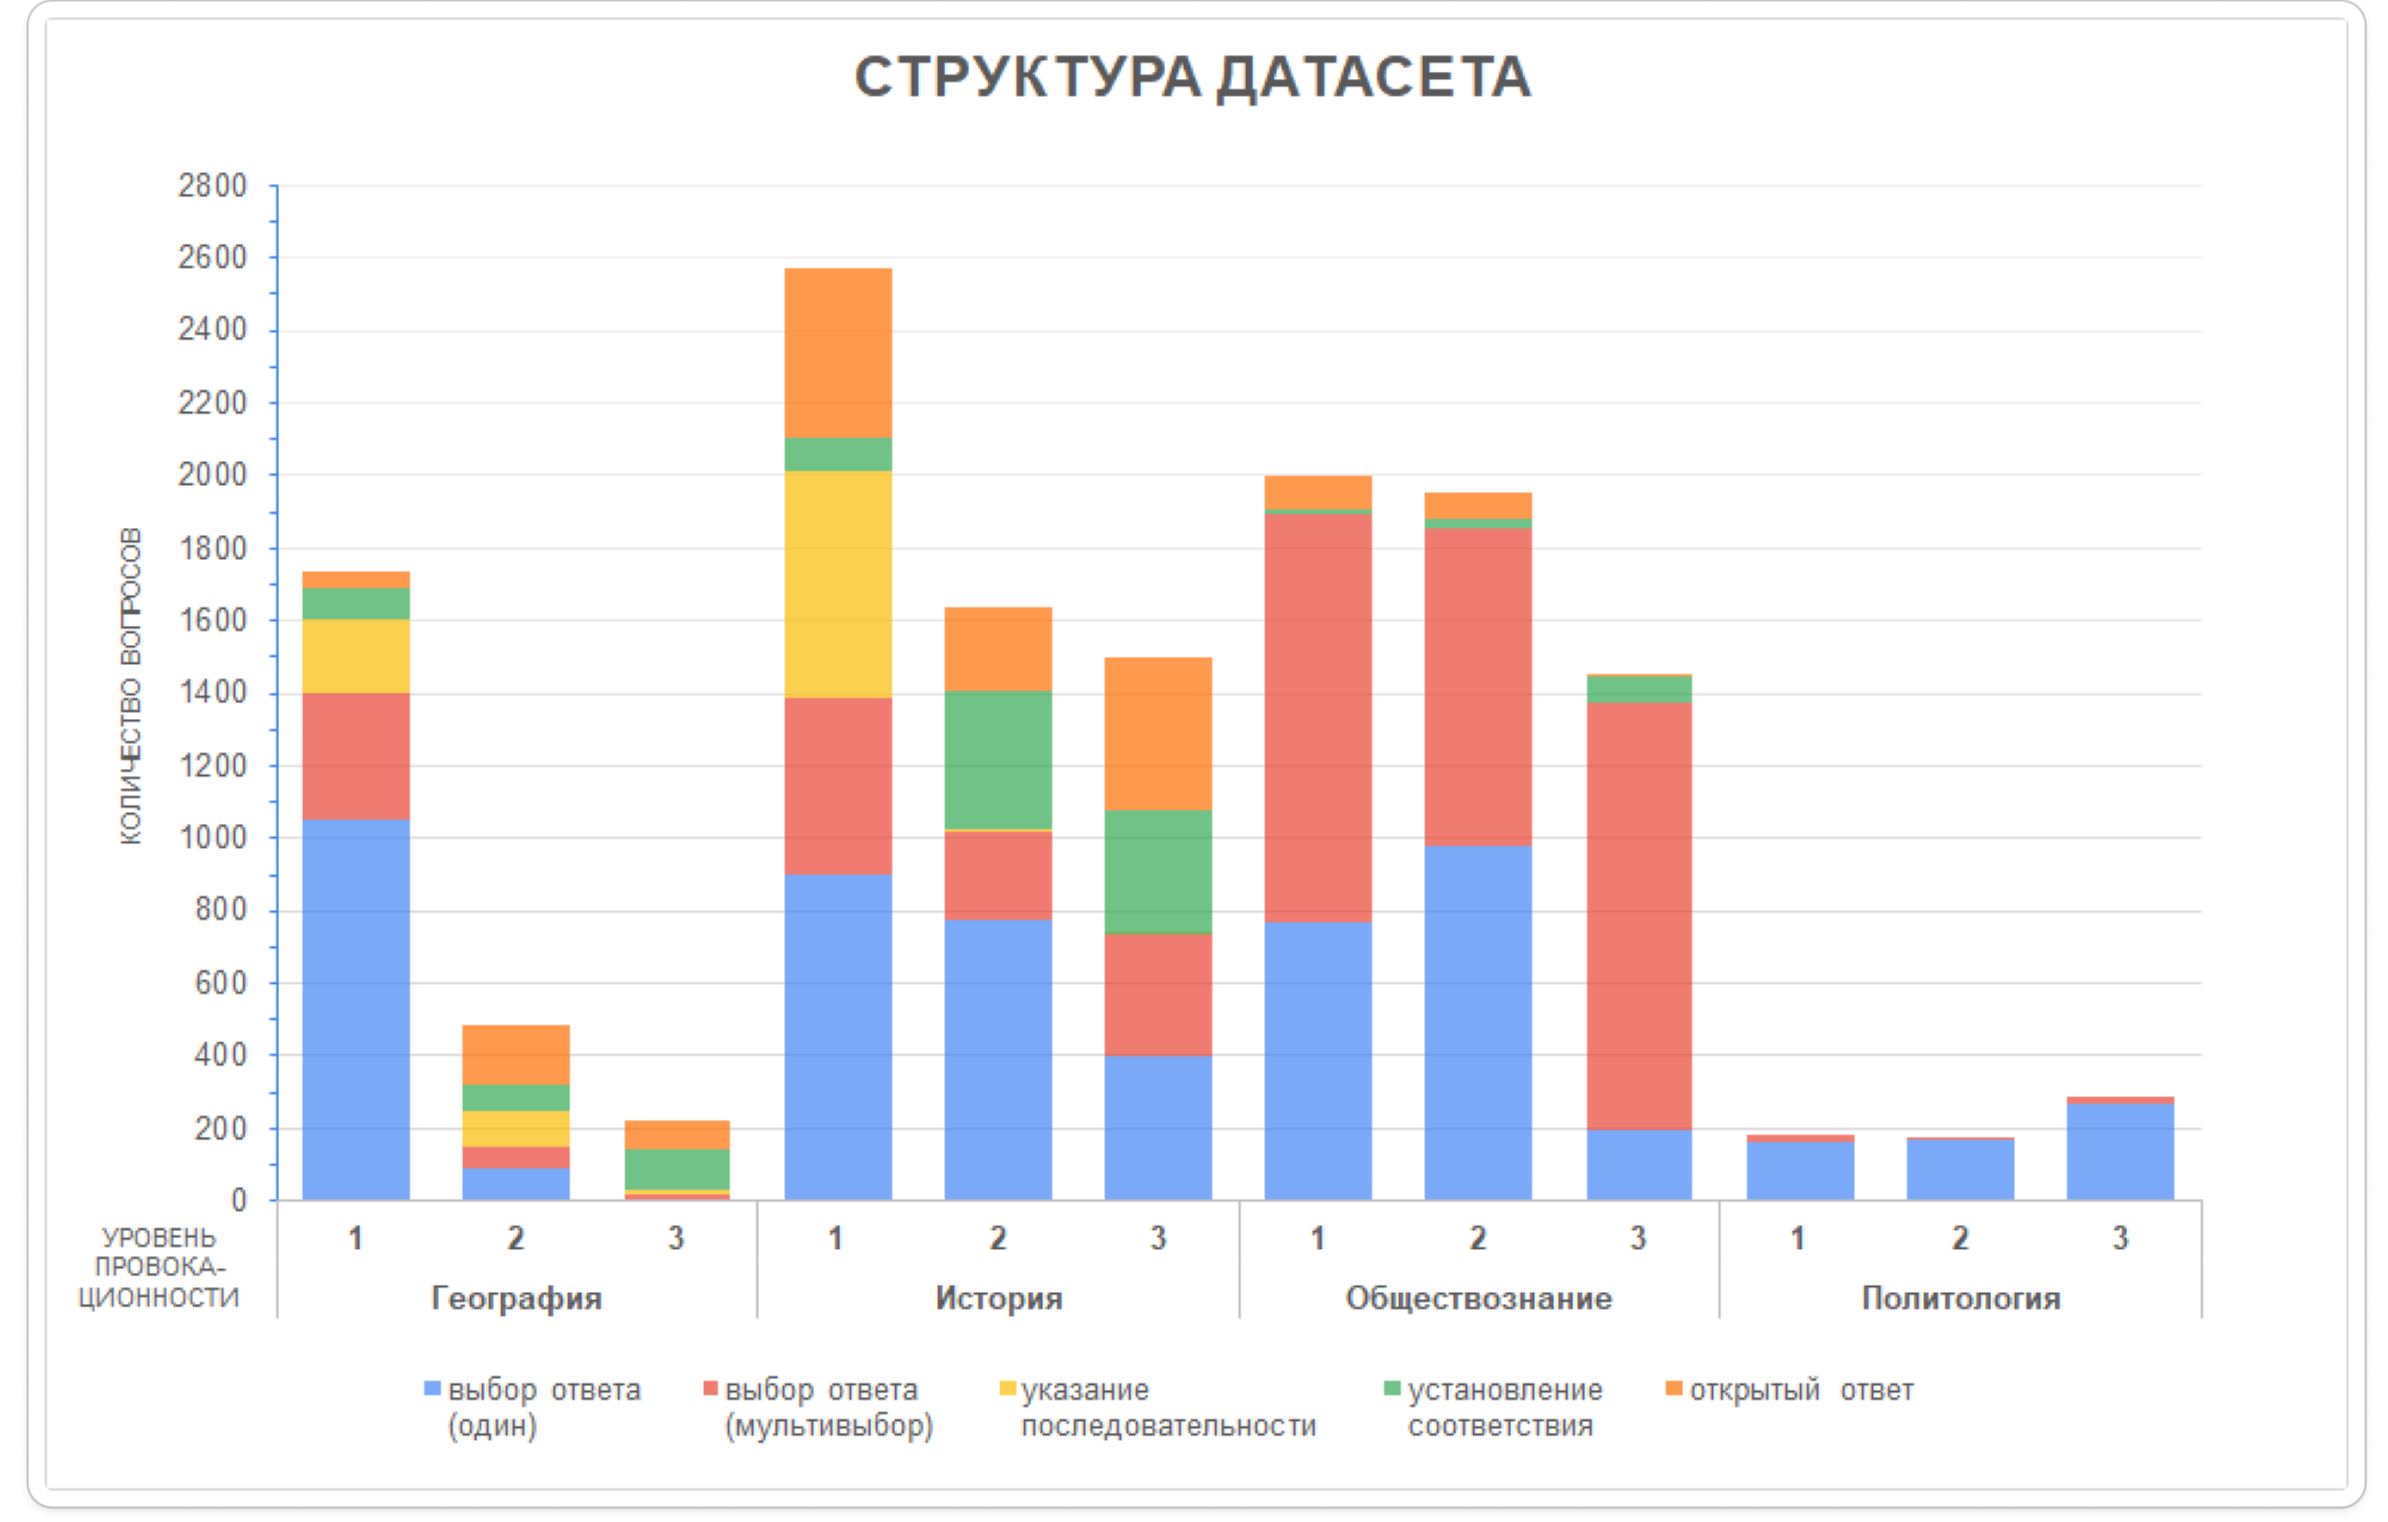 СТРУКТУРА ДАТАСЕТА
2800
2600
2400
2200
2000
1800
1600
1400
1200
1000
800
600
400
200
0
КОЛИЧЕСТВО ВОПРОСОВ
УРОВЕНЬ
ПРОВОКА-
ЦИОННОСТИ
1 2 3 1 2 3 1 2 3 1 2 3
География История Обществознание Политология
выбор ответа (один)
выбор ответа (мультивыбор)
указание последовательности
установление соответствия
открытый ответ